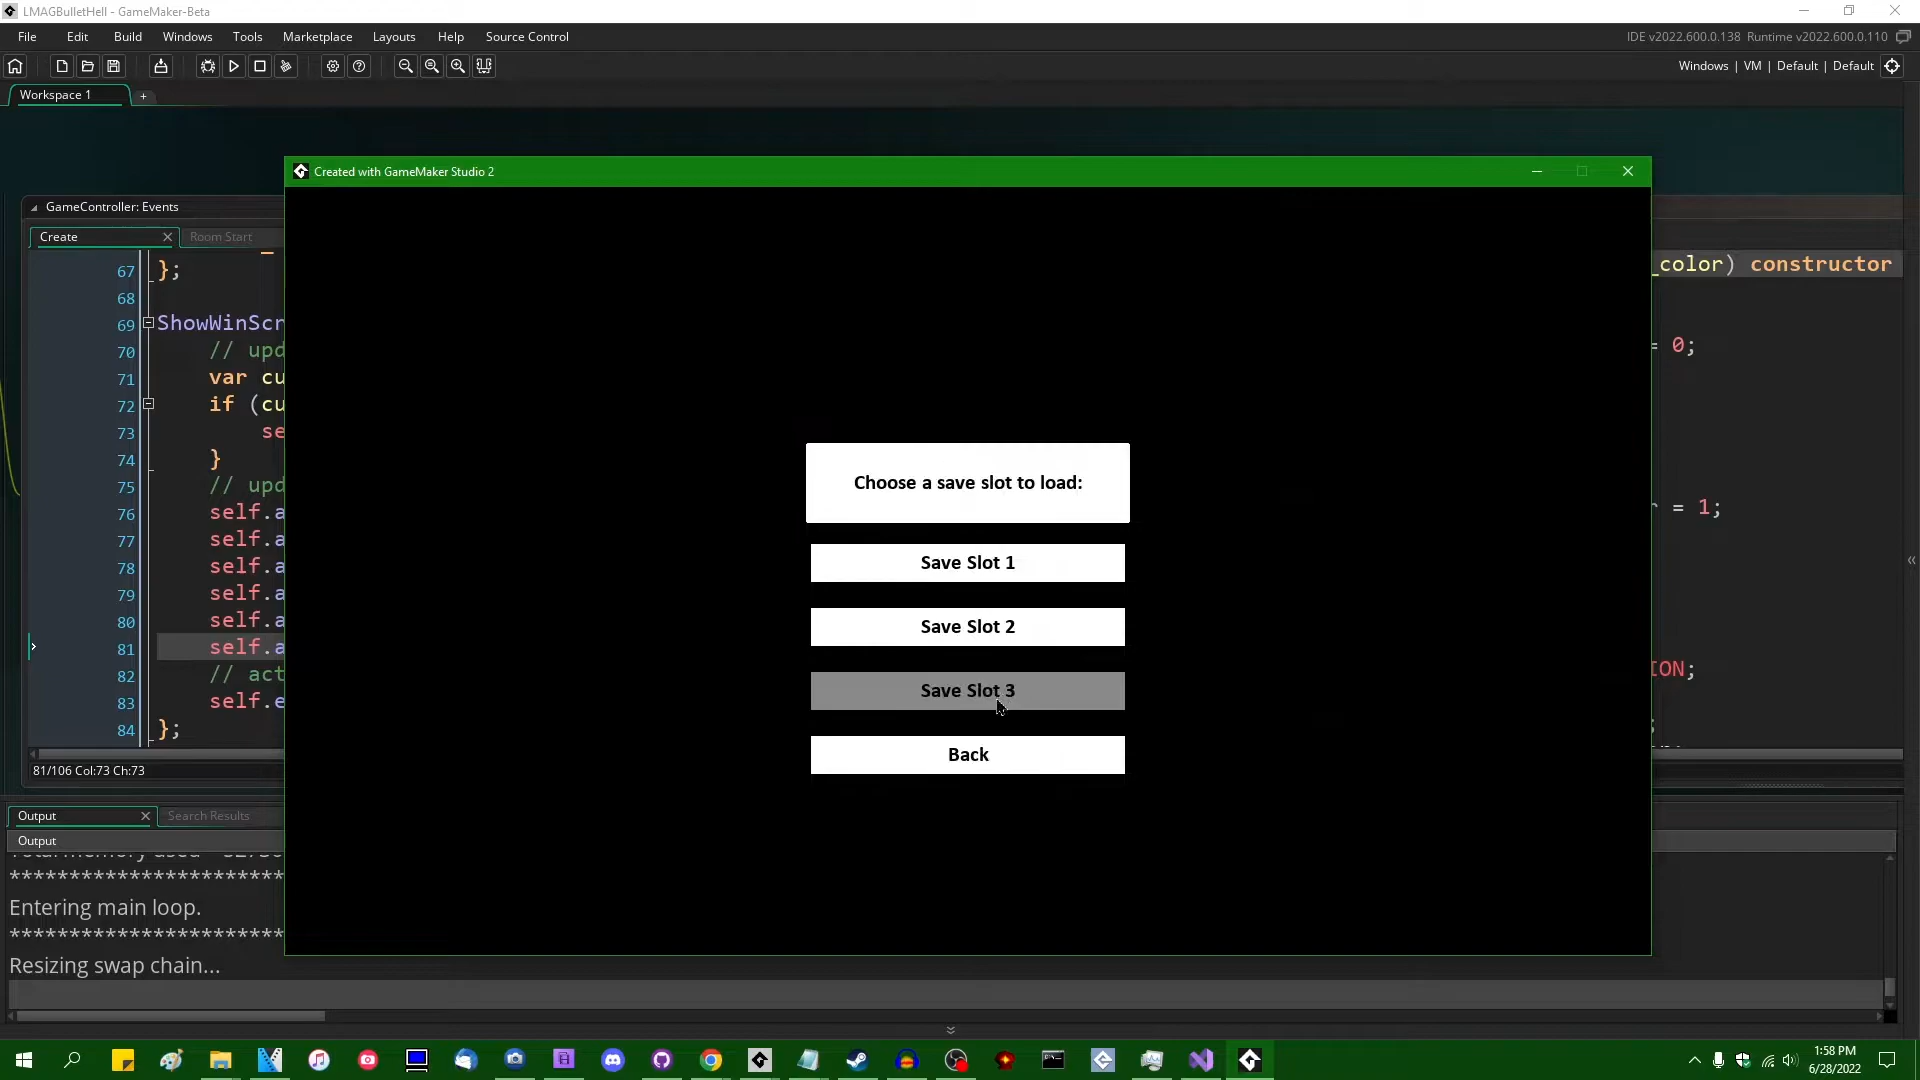 LMAGBulletHell - GameMaker-Beta
File Edit Build Windows Tools Marketplace Layouts Help Source Control
IDE v2022.600.0.138 Runtime v2022.600.0.110
Windows | VM | Default | Default
Workspace 1
+
Created with GameMaker Studio 2
GameController: Events
Create
Room Start
67 };
68
69 ShowWinScr
70 // upd
71 var cu
72 if (cu
73 se
74 }
75 // upd
76 self.a
77 self.a
78 self.a
79 self.a
80 self.a
81 self.a
82 // act
83 self.e
84 };
81/106 Col:73 Ch:73
_color) constructor
= 0;
= 1;
ION;
Choose a save slot to load:
Save Slot 1
Save Slot 2
Save Slot 3
Back
Output
Search Results
Output
***********************
Entering main loop.
***********************
Resizing swap chain...
1:58 PM
6/28/2022